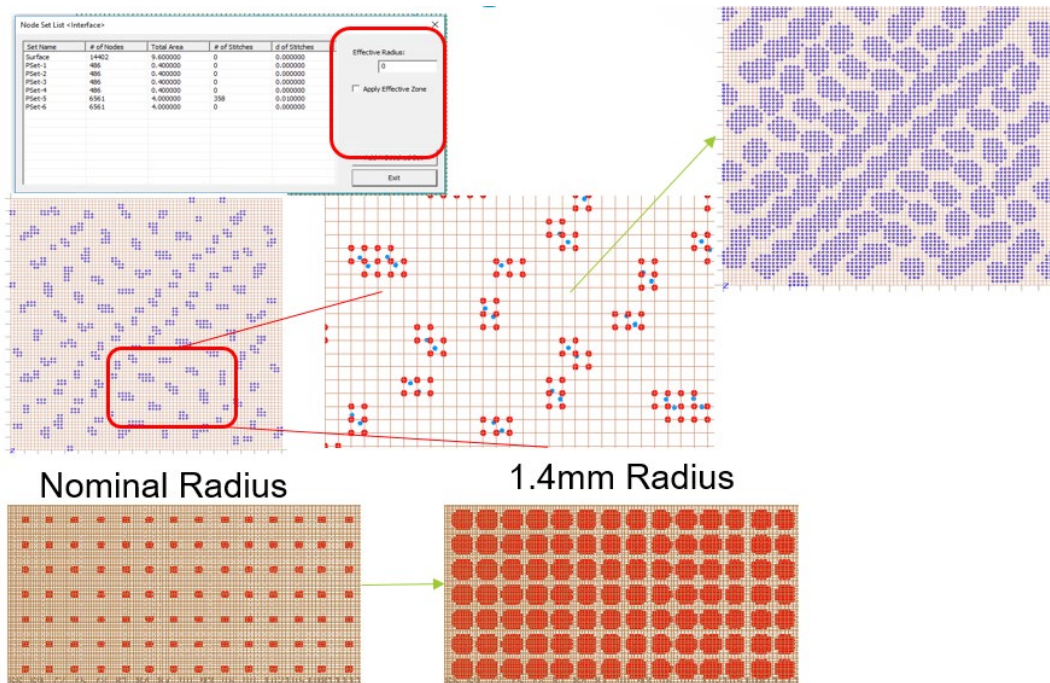 Node Set List <Interface>
Set Name # of Nodes Total Area # of Stitches d of Stitches
Surface 14402 9.600000 0 0.000000
PSet-1 486 0.400000 0 0.000000
PSet-2 486 0.400000 0 0.000000
PSet-3 486 0.400000 0 0.000000
PSet-4 486 0.400000 0 0.000000
PSet-5 6561 4.000000 358 0.010000
PSet-6 6561 4.000000 0 0.000000
Effective Radius:
0
Apply Effective Zone
Exit
Nominal Radius
1.4mm Radius